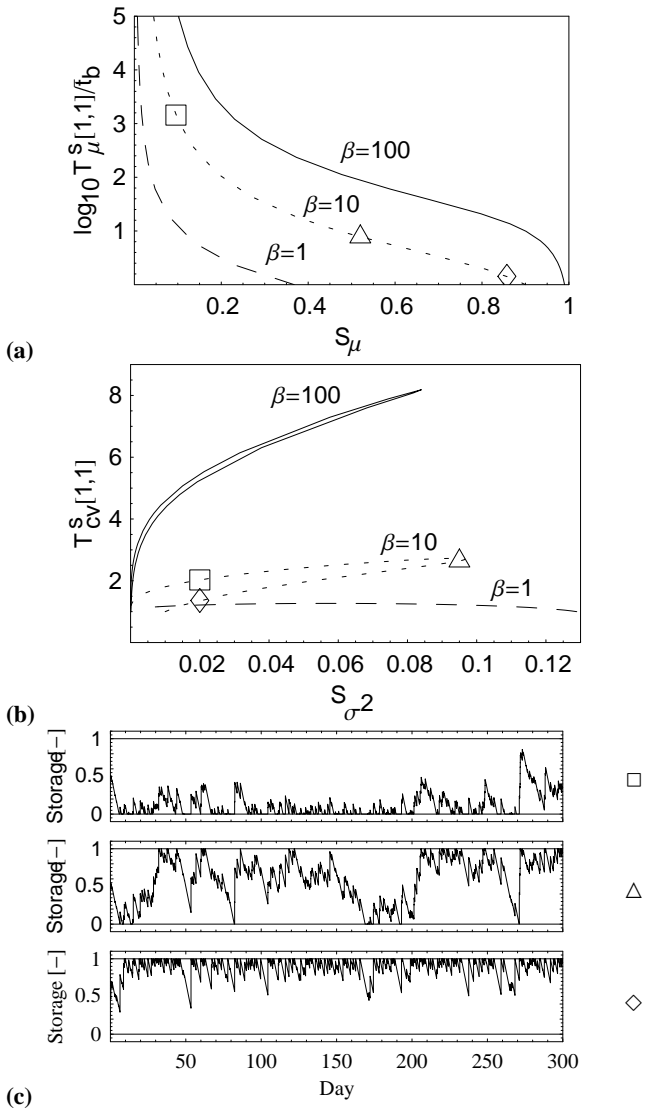 5
4
3
2
1
log10 T^s_μ[1,1]/t_b
β=100
β=10
β=1
0.2 0.4 0.6 0.8 1
S_μ
(a)
8
6
4
2
T^s_cv[1,1]
β=100
β=10
β=1
0.02 0.04 0.06 0.08 0.1 0.12
S_σ2
(b)
Storage[-]
1
0.5
0
Storage[-]
1
0.5
0
Storage [-]
1
0.5
0
50 100 150 200 250 300
Day
(c)